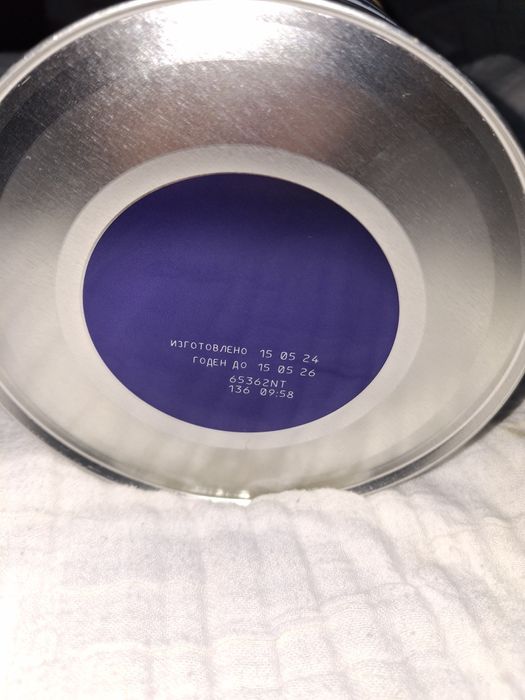 ИЗГОТОВЛЕНО 15 05 24
ГОДЕН ДО 15 05 26
65362NT
136 09:58